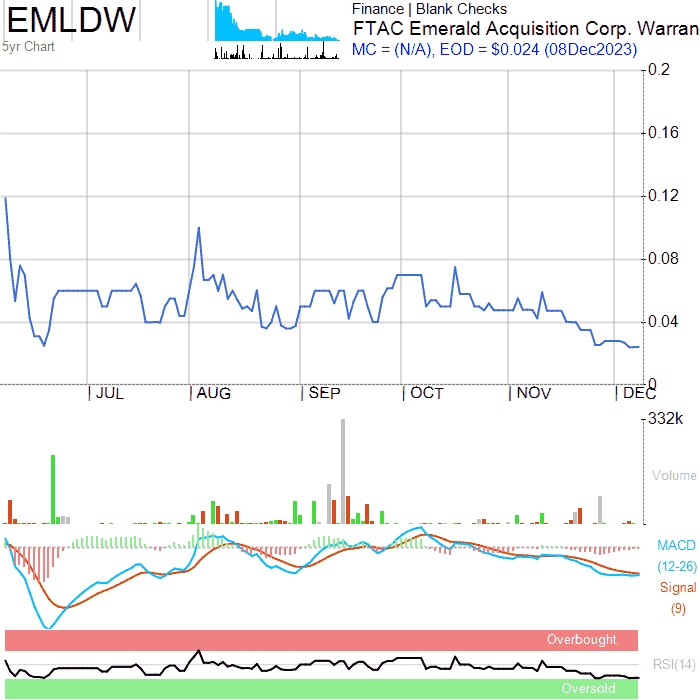 EMLDW
5yr Chart
Finance | Blank Checks
FTAC Emerald Acquisition Corp. Warran
MC = (N/A), EOD = $0.024 (08Dec2023)
0.2
0.16
0.12
0.08
0.04
0
JUL AUG SEP OCT NOV DEC
332k
Volume
MACD
(12-26)
Signal
(9)
Overbought
RSI(14)
Oversold